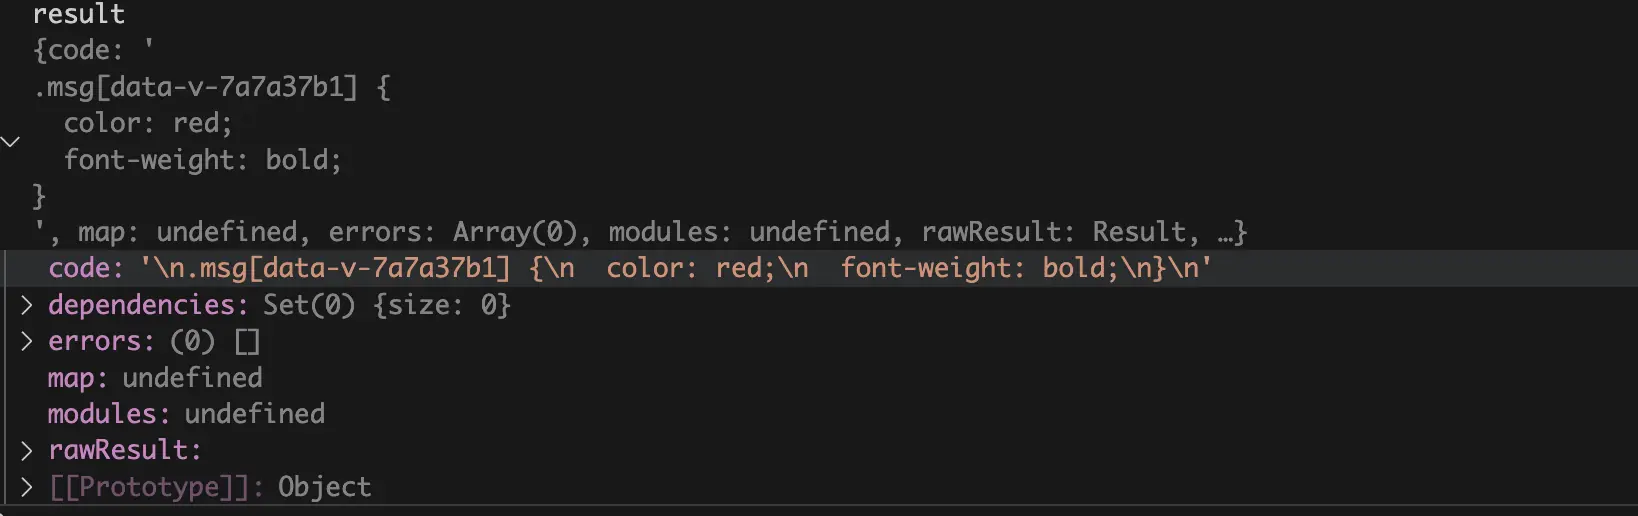 result
{code: '
.msg[data-v-7a7a37b1] {
  color: red;
  font-weight: bold;
}
', map: undefined, errors: Array(0), modules: undefined, rawResult: Result, …}
code: '\n.msg[data-v-7a7a37b1] {\n  color: red;\n  font-weight: bold;\n}\n'
dependencies: Set(0) {size: 0}
errors: (0) []
map: undefined
modules: undefined
rawResult:
[[Prototype]]: Object